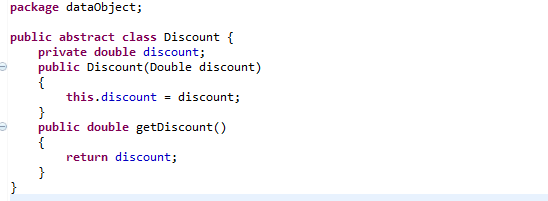 package dataObject;
public abstract class Discount {
private double discount;
public Discount(Double discount)
{
this.discount = discount;
}
public double getDiscount()
{
return discount;
}
}